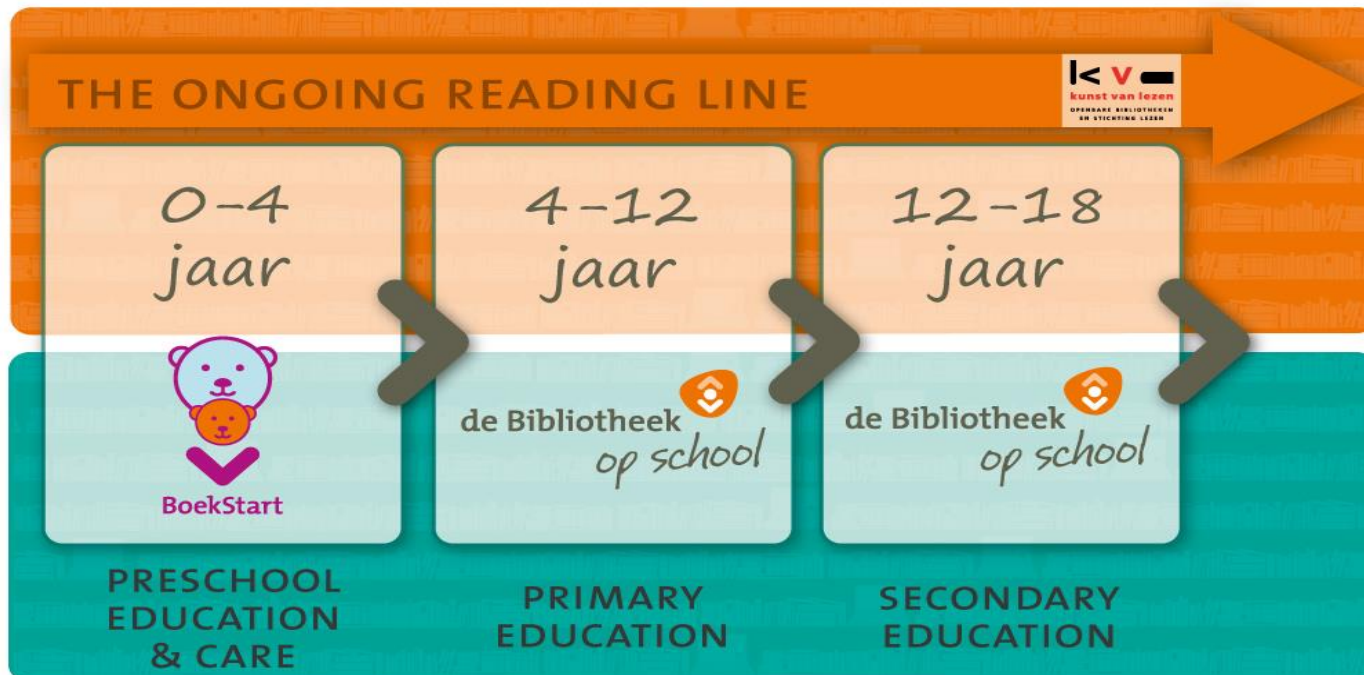 THE ONGOING READING LINE
k v
kunst van lezen
OPENBARE BIBLIOTHEKEN
EN STICHTING LEZEN
0-4
jaar
BoekStart
PRESCHOOL
EDUCATION
& CARE
4-12
jaar
de Bibliotheek
op school
PRIMARY
EDUCATION
12-18
jaar
de Bibliotheek
op school
SECONDARY
EDUCATION